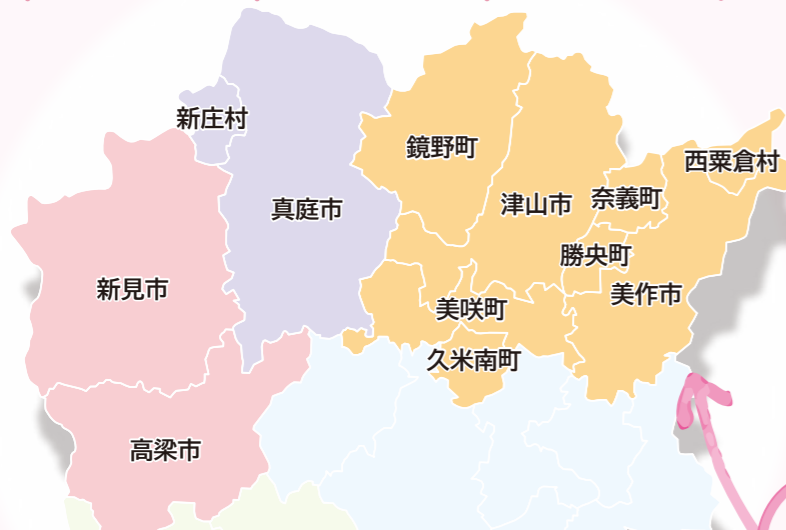 新庄村
鏡野町
西粟倉村
奈義町
津山市
真庭市
勝央町
新見市
美作市
美咲町
久米南町
高梁市